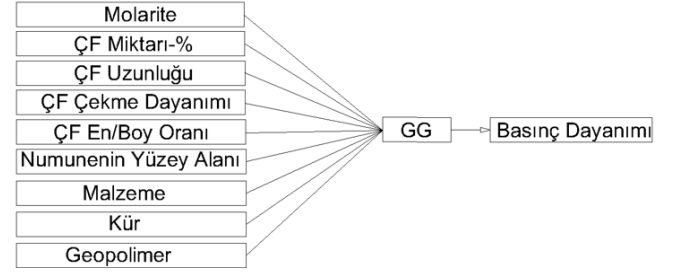 Molarite
ÇF Miktarı-%
ÇF Uzunluğu
ÇF Çekme Dayanımı
ÇF En/Boy Oranı
Numunenin Yüzey Alanı
Malzeme
Kür
Geopolimer
GG
Basınç Dayanımı